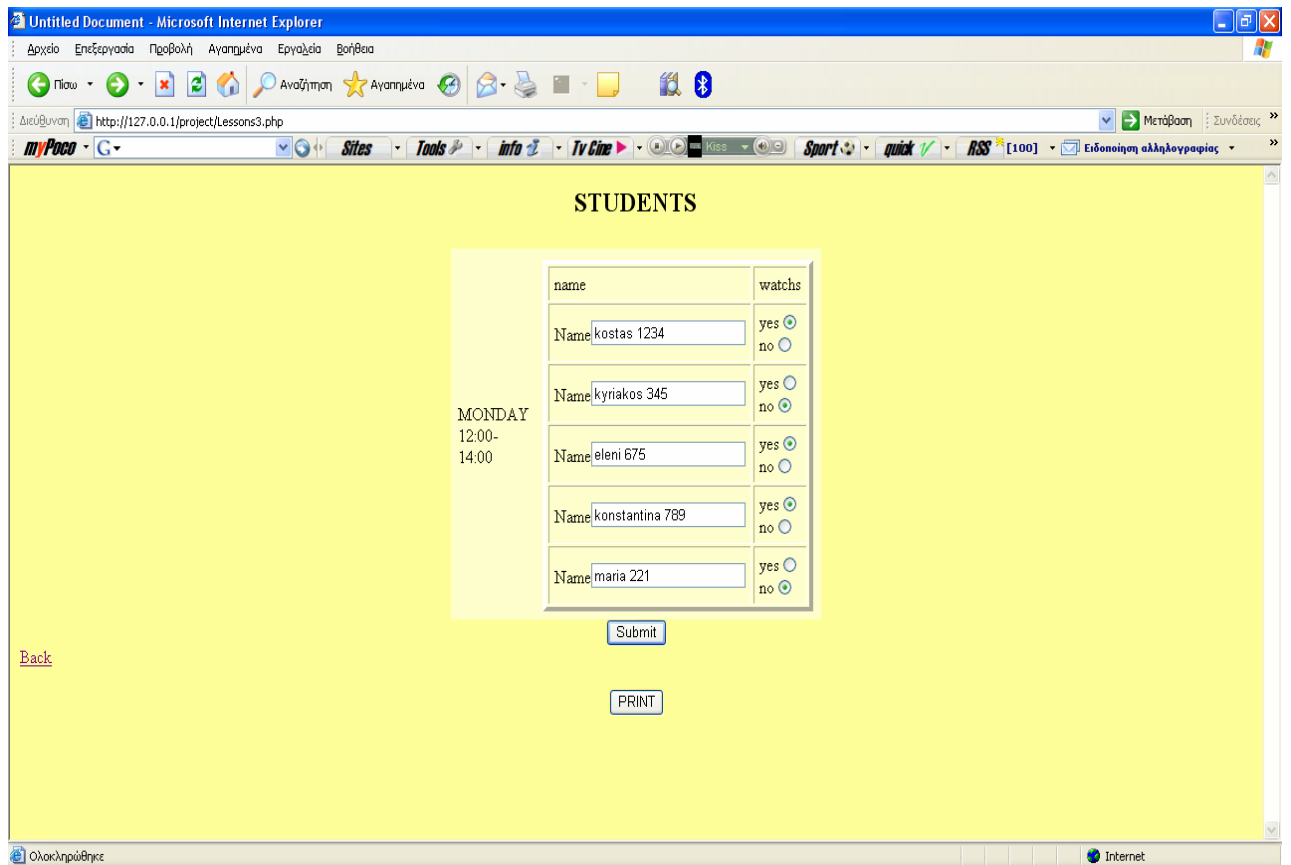 Untitled Document - Microsoft Internet Explorer
Αρχείο Επεξεργασία Προβολή Αγαπημένα Εργαλεία Βοήθεια
Πίσω Αναζήτηση Αγαπημένα
Διεύθυνση http://127.0.0.1/project/Lessons3.php Μετάβαση Συνδέσεις »
myPoco G Sites Tools info Tv Cine Kiss Sport quick RSS [100] Ειδοποίηση αλληλογραφίας »
STUDENTS
name watchs
Name kostas 1234 yes
no
Name kyriakos 345 yes
no
MONDAY
12:00-
14:00
Name eleni 675 yes
no
Name konstantina 789 yes
no
Name maria 221 yes
no
Submit
Back
PRINT
Ολοκληρώθηκε Internet